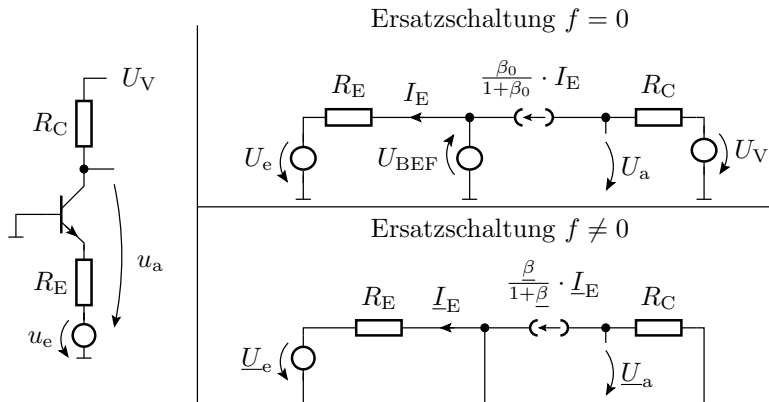 U_V
R_C
u_a
R_E
u_e
Ersatzschaltung f = 0
R_E
I_E
β_0/(1+β_0) · I_E
R_C
U_e
U_BEF
U_a
U_V
Ersatzschaltung f ≠ 0
R_E
I_E
β/(1+β) · I_E
R_C
U_e
U_a